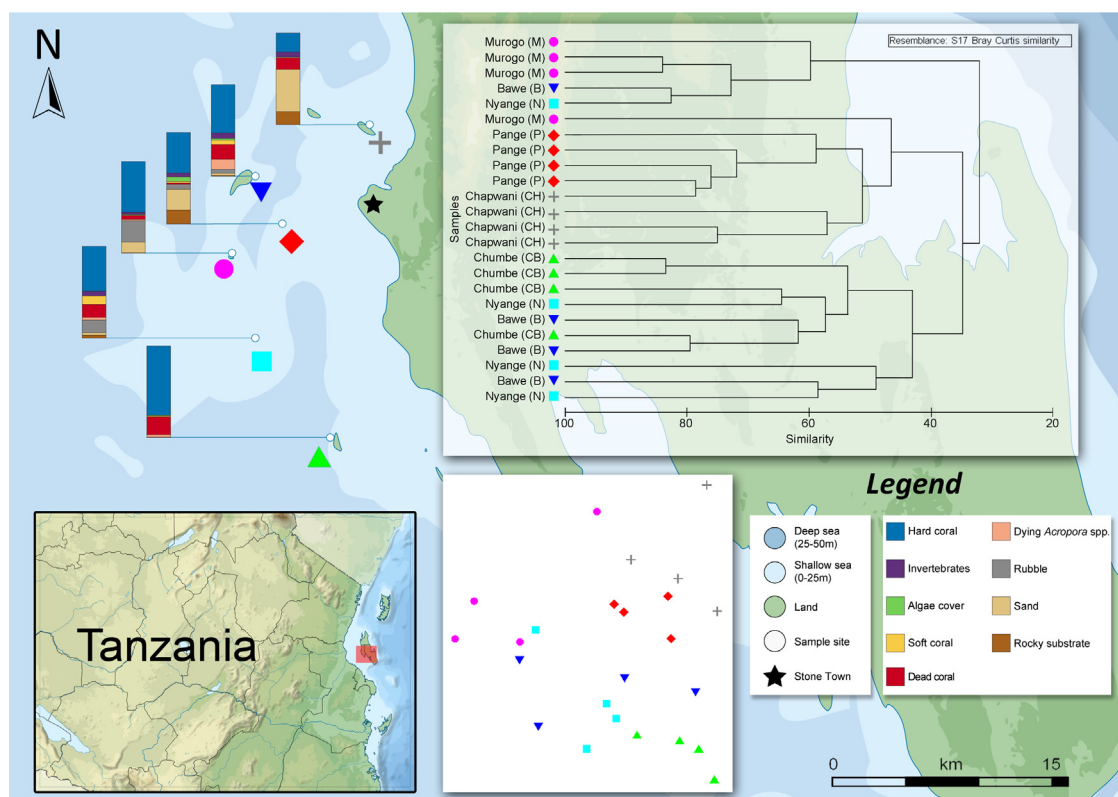 N
Resemblance: S17 Bray Curtis similarity
Murogo (M)
Murogo (M)
Murogo (M)
Bawe (B)
Nyange (N)
Murogo (M)
Pange (P)
Pange (P)
Pange (P)
Pange (P)
Chapwani (CH)
Chapwani (CH)
Chapwani (CH)
Chapwani (CH)
Chumbe (CB)
Chumbe (CB)
Chumbe (CB)
Nyange (N)
Bawe (B)
Chumbe (CB)
Bawe (B)
Nyange (N)
Bawe (B)
Nyange (N)
Samples
100 80 60 40 20
Similarity
Tanzania
Legend
Deep sea
(25-50m)
Shallow sea
(0-25m)
Land
Sample site
Stone Town
Hard coral
Invertebrates
Algae cover
Soft coral
Dead coral
Dying Acropora spp.
Rubble
Sand
Rocky substrate
0 km 15